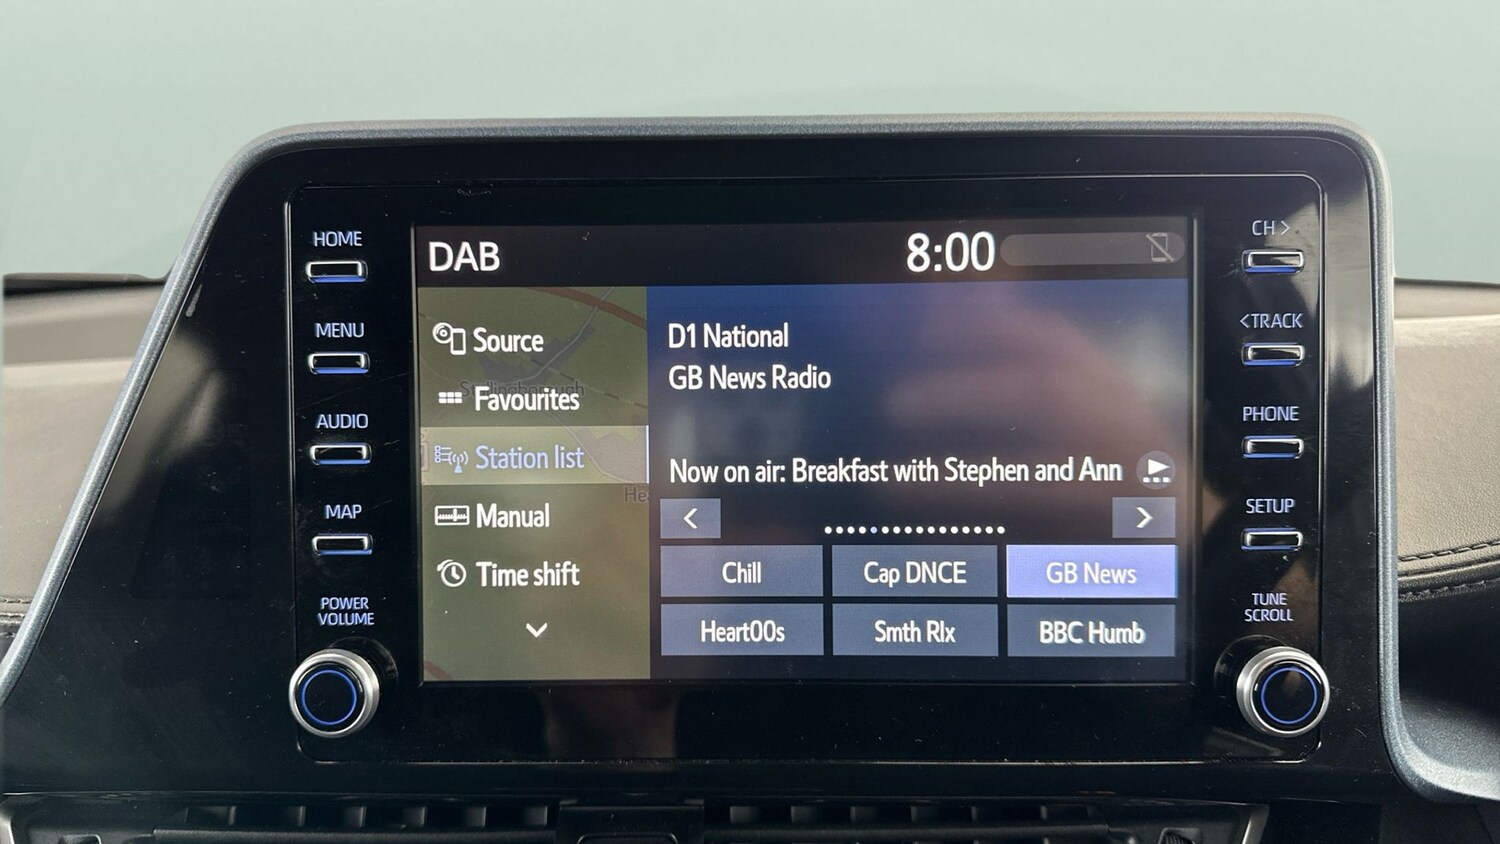 HOME
MENU
AUDIO
MAP
POWER
VOLUME
DAB
8:00
Source
Favourites
Station list
Manual
Time shift
D1 National
GB News Radio
Now on air: Breakfast with Stephen and Ann
Chill
Cap DNCE
GB News
Heart00s
Smth Rlx
BBC Humb
CH >
< TRACK
PHONE
SETUP
TUNE
SCROLL